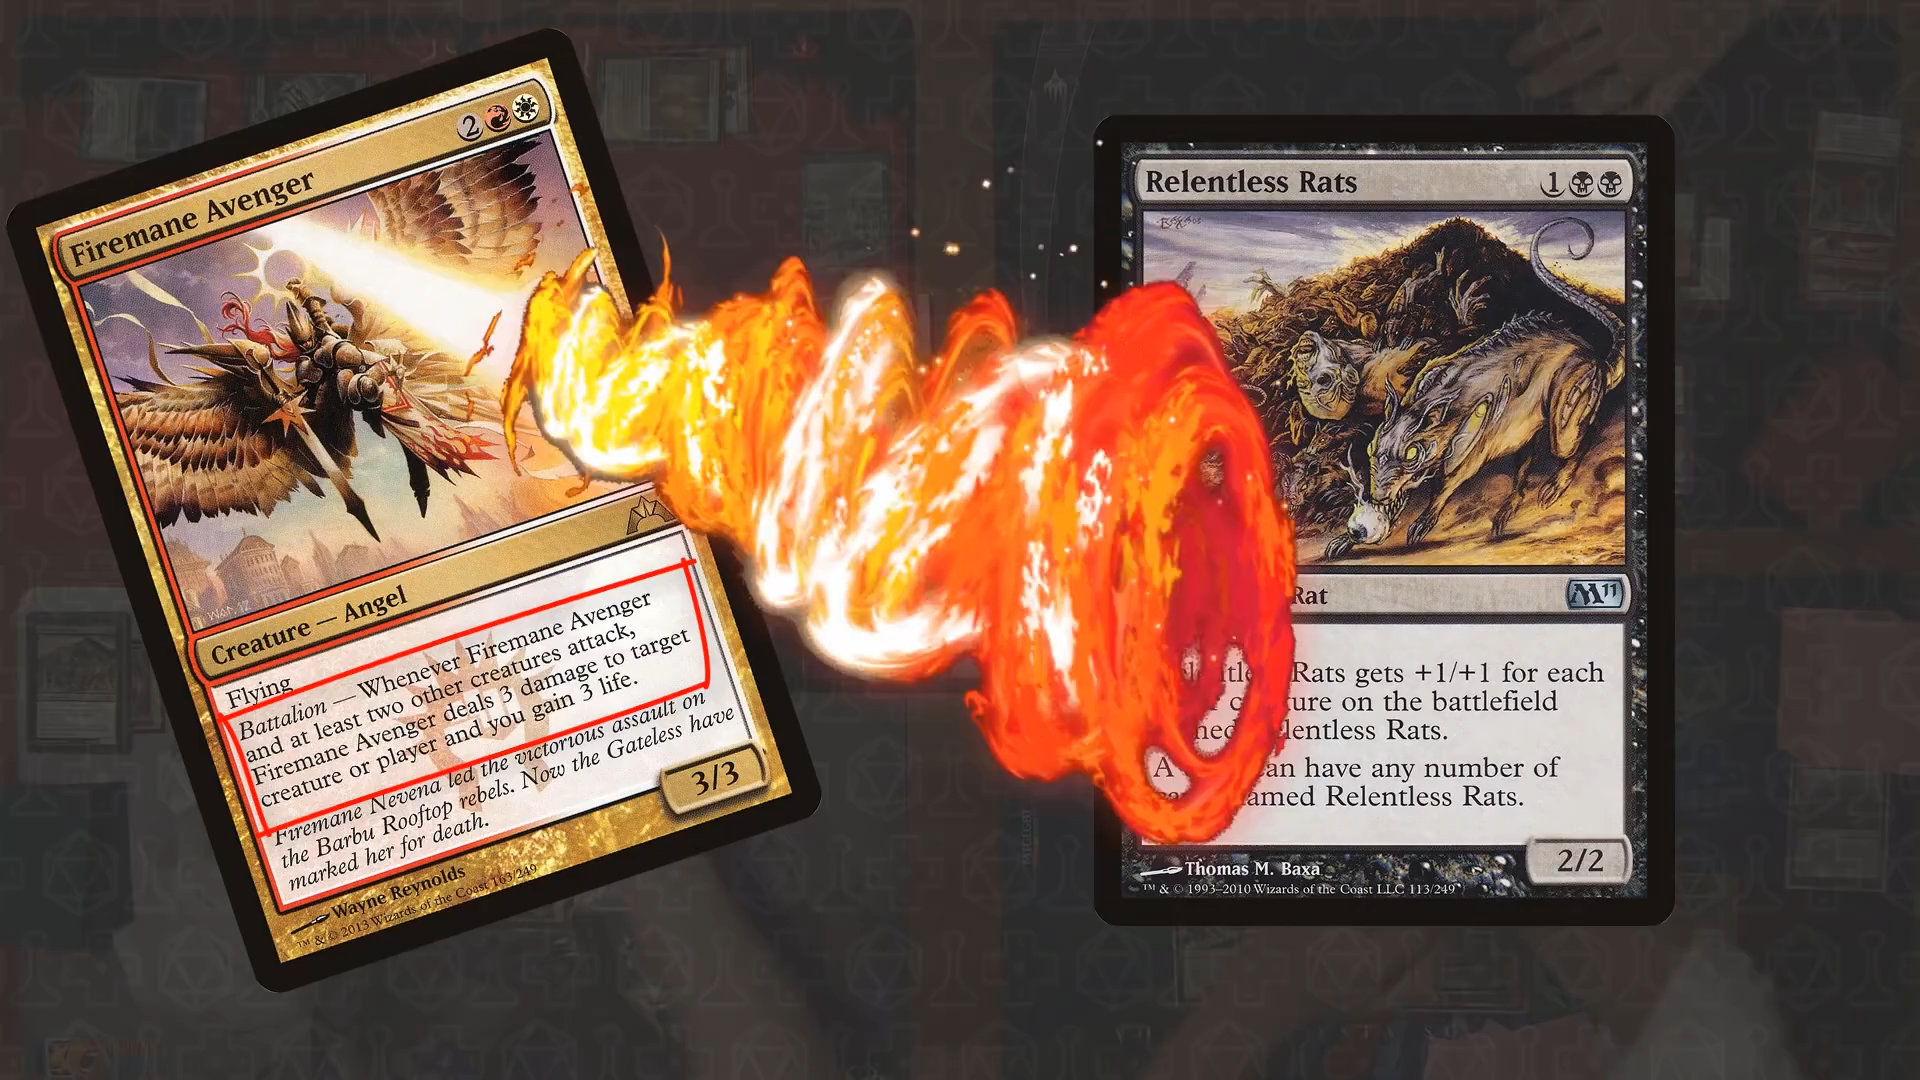 Firemane Avenger
2
Creature — Angel
Flying
Battalion — Whenever Firemane Avenger
and at least two other creatures attack,
Firemane Avenger deals 3 damage to target
creature or player and you gain 3 life.
Firemane Nevena led the victorious assault on
the Barbu Rooftop rebels. Now the Gateless have
marked her for death.
3/3
Wayne Reynolds
™ & © 2013 Wizards of the Coast 163/249
Relentless Rats
1
Rat
M11
Rats gets +1/+1 for each
on the battlefield
Relentless Rats.
A can have any number of
named Relentless Rats.
2/2
Thomas M. Baxa
™ & © 1993–2010 Wizards of the Coast LLC 113/249